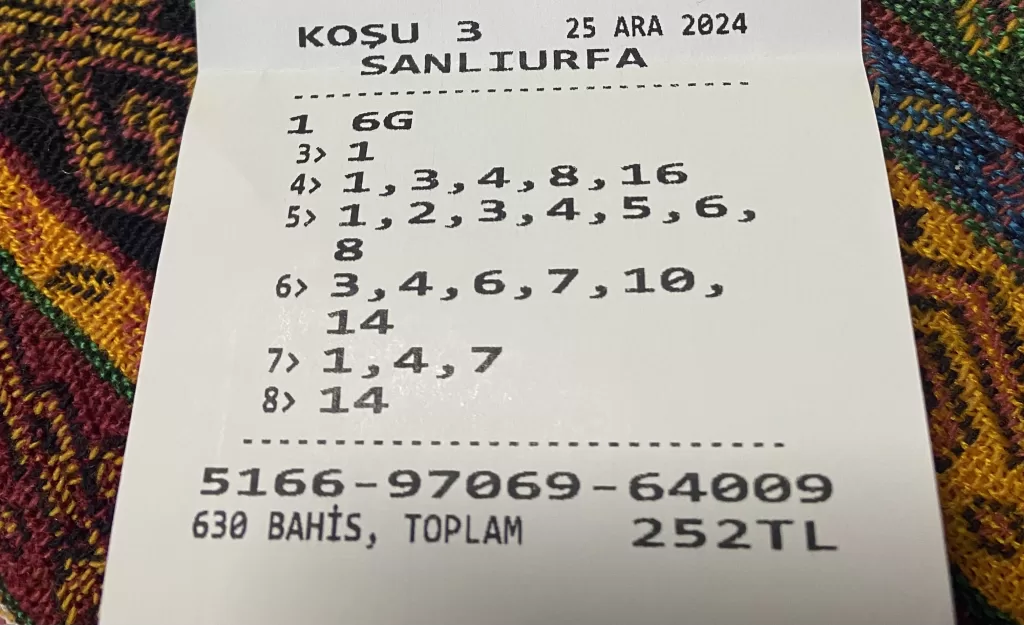 KOŞU 3 25 ARA 2024
SANLIURFA
---------------------------
1 6G
3> 1
4> 1,3,4,8,16
5> 1,2,3,4,5,6,
8
6> 3,4,6,7,10,
14
7> 1,4,7
8> 14
---------------------------
5166-97069-64009
630 BAHİS, TOPLAM 252TL